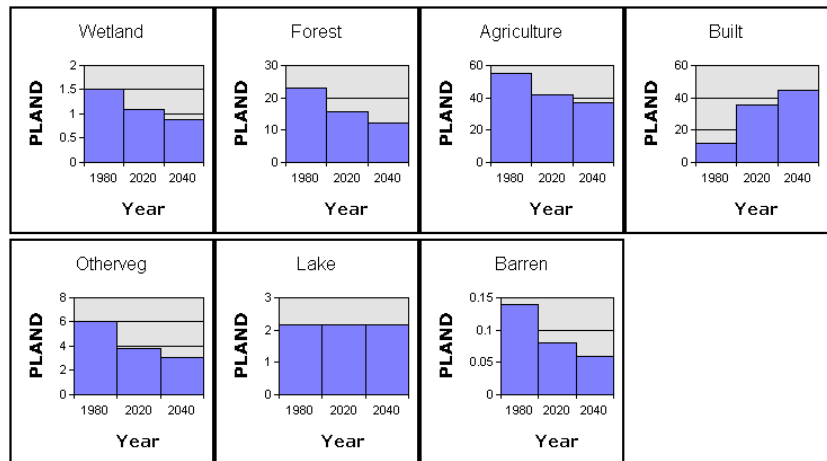 Wetland
PLAND
2
1.5
1
0.5
0
1980 2020 2040
Year
Forest
PLAND
30
20
10
0
1980 2020 2040
Year
Agriculture
PLAND
60
40
20
0
1980 2020 2040
Year
Built
PLAND
60
40
20
0
1980 2020 2040
Year
Otherveg
PLAND
8
6
4
2
0
1980 2020 2040
Year
Lake
PLAND
3
2
1
0
1980 2020 2040
Year
Barren
PLAND
0.15
0.1
0.05
0
1980 2020 2040
Year